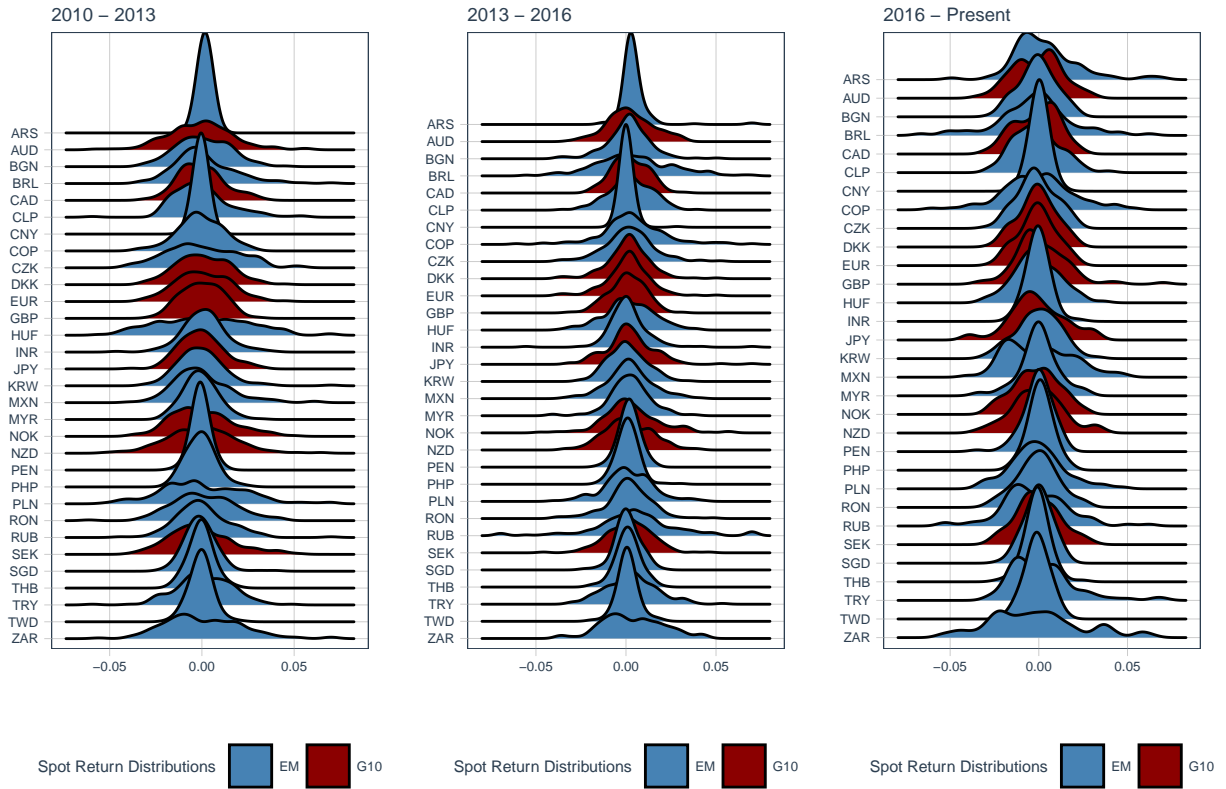 2010 − 2013
ARS
AUD
BGN
BRL
CAD
CLP
CNY
COP
CZK
DKK
EUR
GBP
HUF
INR
JPY
KRW
MXN
MYR
NOK
NZD
PEN
PHP
PLN
RON
RUB
SEK
SGD
THB
TRY
TWD
ZAR
−0.05 0.00 0.05
Spot Return Distributions EM G10
2013 − 2016
ARS
AUD
BGN
BRL
CAD
CLP
CNY
COP
CZK
DKK
EUR
GBP
HUF
INR
JPY
KRW
MXN
MYR
NOK
NZD
PEN
PHP
PLN
RON
RUB
SEK
SGD
THB
TRY
TWD
ZAR
−0.05 0.00 0.05
Spot Return Distributions EM G10
2016 − Present
ARS
AUD
BGN
BRL
CAD
CLP
CNY
COP
CZK
DKK
EUR
GBP
HUF
INR
JPY
KRW
MXN
MYR
NOK
NZD
PEN
PHP
PLN
RON
RUB
SEK
SGD
THB
TRY
TWD
ZAR
−0.05 0.00 0.05
Spot Return Distributions EM G10